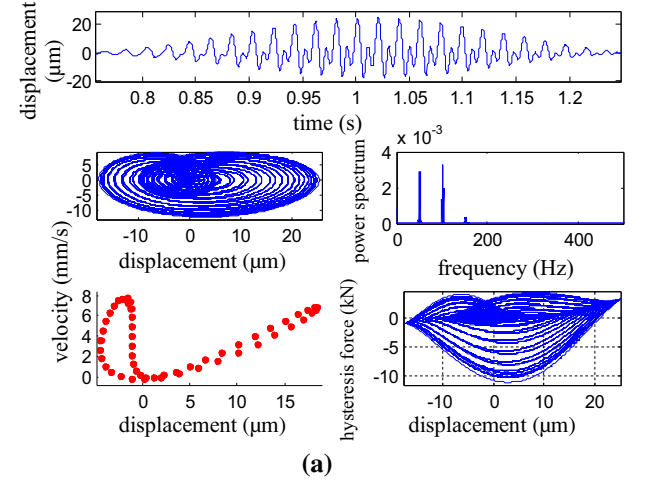 displacement
(μm)
20
0
-20
0.8 0.85 0.9 0.95 1 1.05 1.1 1.15 1.2
time (s)
velocity (mm/s)
5
0
-5
-10
-10 0 10 20
displacement (μm)
power spectrum
x 10⁻³
4
2
0
0 200 400
frequency (Hz)
8
6
4
2
0
0 5 10 15
displacement (μm)
hysteresis force (kN)
0
-5
-10
0 20
displacement (μm)
(a)